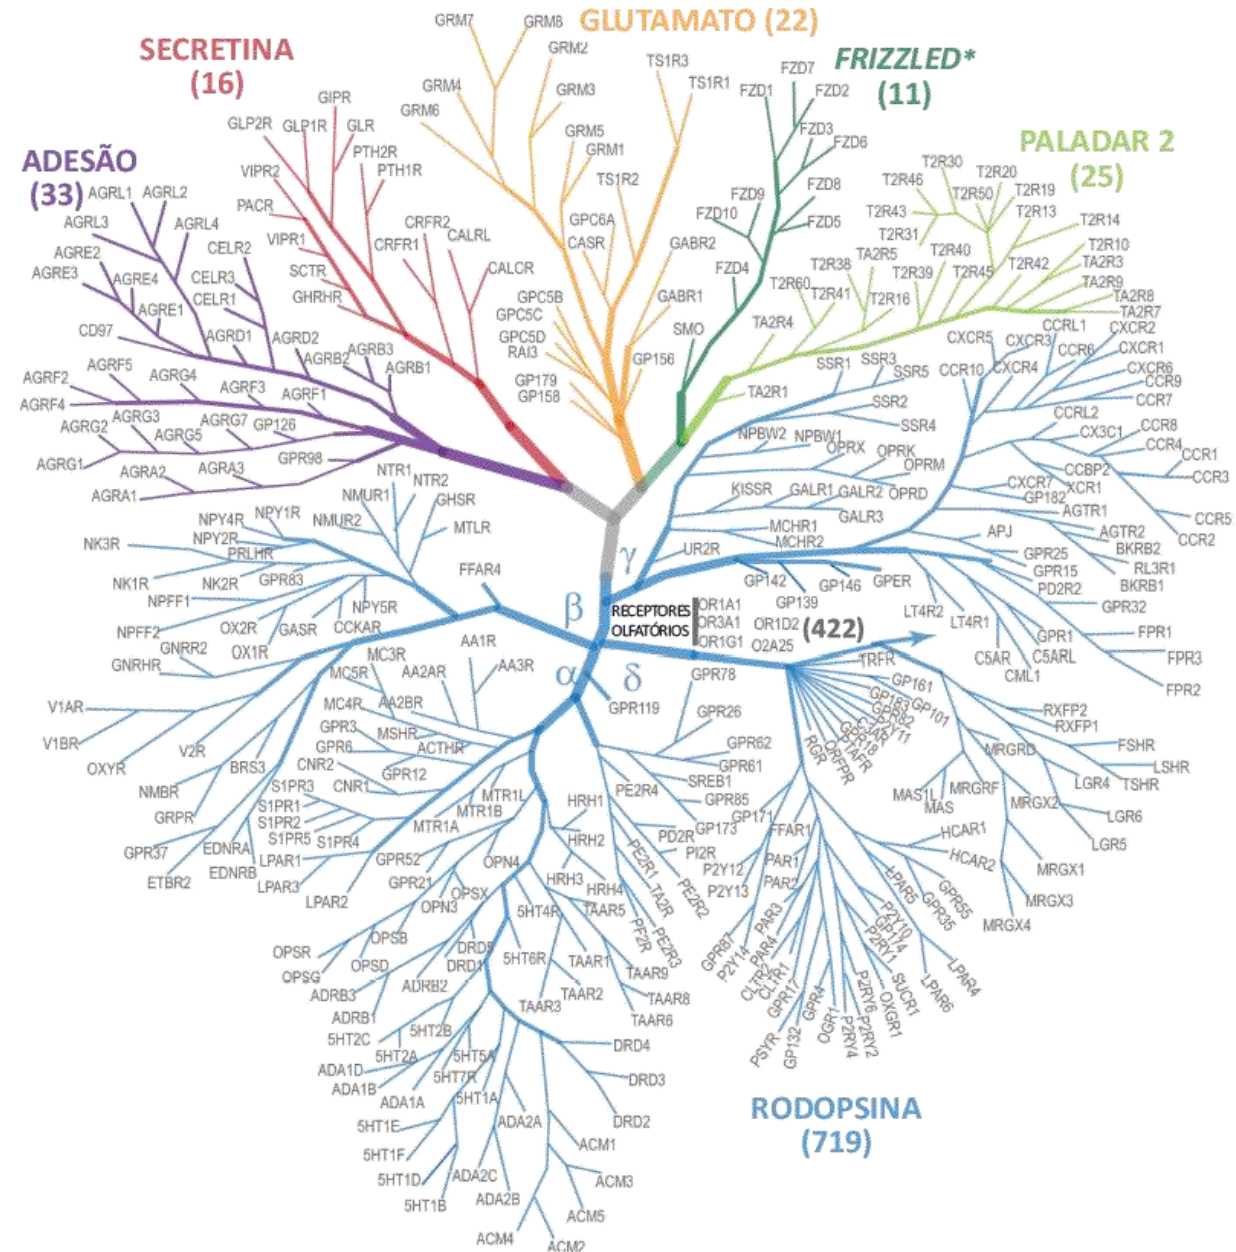 GRM7
GRM8
GLUTAMATO (22)
SECRETINA
(16)
GRM2
TS1R3
FRIZZLED*
(11)
FZD7
TS1R1
FZD1
FZD2
GRM4
GRM3
GRM6
GIPR
GLP2R
GLP1R
GLR
GRM5
GRM1
FZD3
FZD6
PALADAR 2
(25)
ADESÃO
(33)
PTH2R
PTH1R
VIPR2
TS1R2
T2R30
T2R46
T2R20
T2R50
T2R19
FZD9
FZD8
AGRL1
AGRL2
PACR
AGRL3
AGRL4
CRFR2
CALRL
GPC6A
FZD10
FZD5
T2R43
T2R13
T2R14
T2R31
VIPR1
CRFR1
CASR
GABR2
AGRE2
CELR2
T2R40
T2R10
AGRE3
AGRE4
CELR3
SCTR
CALCR
FZD4
T2R38
TA2R5
T2R39
T2R45
T2R42
TA2R3
TA2R9
CELR1
GHRHR
GPC5B
GABR1
T2R60
T2R41
T2R16
TA2R8
AGRE1
GPC5C
TA2R7
CD97
AGRD1
AGRD2
GPC5D
RAI3
SMO
TA2R4
CXCR5
CXCR3
CCRL1
CXCR2
AGRB2
AGRB3
AGRB1
GP156
SSR1
SSR3
SSR5
CCR10
CXCR4
CCR6
CXCR1
CXCR6
AGRF2
AGRF5
AGRG4
AGRF3
AGRF1
GP179
GP158
TA2R1
CCR9
CCR7
AGRF4
AGRG3
AGRG7
GP126
SSR2
SSR4
CCRL2
CX3C1
CCR8
CCR4
AGRG2
AGRG5
NPBW2
NPBW1
OPRX
OPRK
OPRM
CCR1
AGRG1
AGRA2
AGRA3
GPR98
CCBP2
XCR1
CCR3
AGRA1
NTR1
NTR2
NMUR1
GHSR
KISSR
GALR1
GALR2
OPRD
CXCR7
GP182
AGTR1
CCR5
NPY4R
NPY1R
NMUR2
MTLR
GALR3
MCHR1
MCHR2
APJ
AGTR2
CCR2
NK3R
NPY2R
PRLHR
UR2R
GPR25
BKRB2
NK1R
NK2R
GPR83
FFAR4
γ
GP142
GP146
GPER
GPR15
RL3R1
PD2R2
BKRB1
NPFF1
NPY5R
β
RECEPTORES
OLFATÓRIOS
OR1A1
OR3A1
OR1G1
GP139
OR1D2
O2A25
(422)
LT4R2
LT4R1
GPR32
NPFF2
OX2R
GASR
CCKAR
GPR1
FPR1
GNRR2
OX1R
AA1R
C5AR
C5ARL
FPR3
GNRHR
MC3R
MC5R
AA2AR
AA3R
α
δ
GPR78
TRFR
CML1
FPR2
V1AR
MC4R
AA2BR
GPR119
GPR26
GP161
GP183
GP101
GPR82
P2Y11
RXFP2
RXFP1
V1BR
V2R
GPR3
MSHR
ACTHR
GPR62
GPR18
PTAFR
OXYR
GPR6
GPR61
RGR
MRGRD
FSHR
LSHR
BRS3
CNR2
GPR12
SREB1
LGR4
TSHR
NMBR
S1PR3
CNR1
MTR1L
PE2R4
GPR85
MAS1L
MAS
MRGRF
MRGX2
GRPR
S1PR1
MTR1B
HRH1
GPR171
LGR6
S1PR2
MTR1A
GP173
FFAR1
HCAR1
S1PR5
S1PR4
HRH2
PD2R
LGR5
GPR37
EDNRA
GPR52
OPN4
PI2R
PAR1
HCAR2
ETBR2
EDNRB
LPAR1
PE2R1
P2Y12
MRGX1
LPAR3
GPR21
HRH3
HRH4
P2Y13
PAR2
LPAR5
GPR55
MRGX3
LPAR2
OPSX
OPN3
5HT4R
TAAR5
TA2R
PE2R2
PAR3
GPR35
MRGX4
OPSR
OPSB
PF2R
PE2R3
PAR4
P2Y10
GP174
P2RY1
OPSG
OPSD
DRD5
DRD1
5HT6R
TAAR1
TAAR9
GPR87
P2Y14
CLTR2
CLTR1
LPAR4
LPAR6
ADRB3
ADRB2
TAAR2
TAAR8
GPR17
SUCR1
ADRB1
TAAR3
TAAR6
GPR4
P2RY6
OXGR1
5HT2C
5HT2B
OGR1
5HT2A
5HT5A
DRD4
PSYR
GP132
P2RY4
P2RY2
ADA1D
5HT7R
DRD3
ADA1B
ADA1A
5HT1A
ADA2A
DRD2
RODOPSINA
(719)
5HT1E
ACM1
5HT1F
5HT1D
ADA2C
ACM3
5HT1B
ADA2B
ACM5
ACM4
ACM2